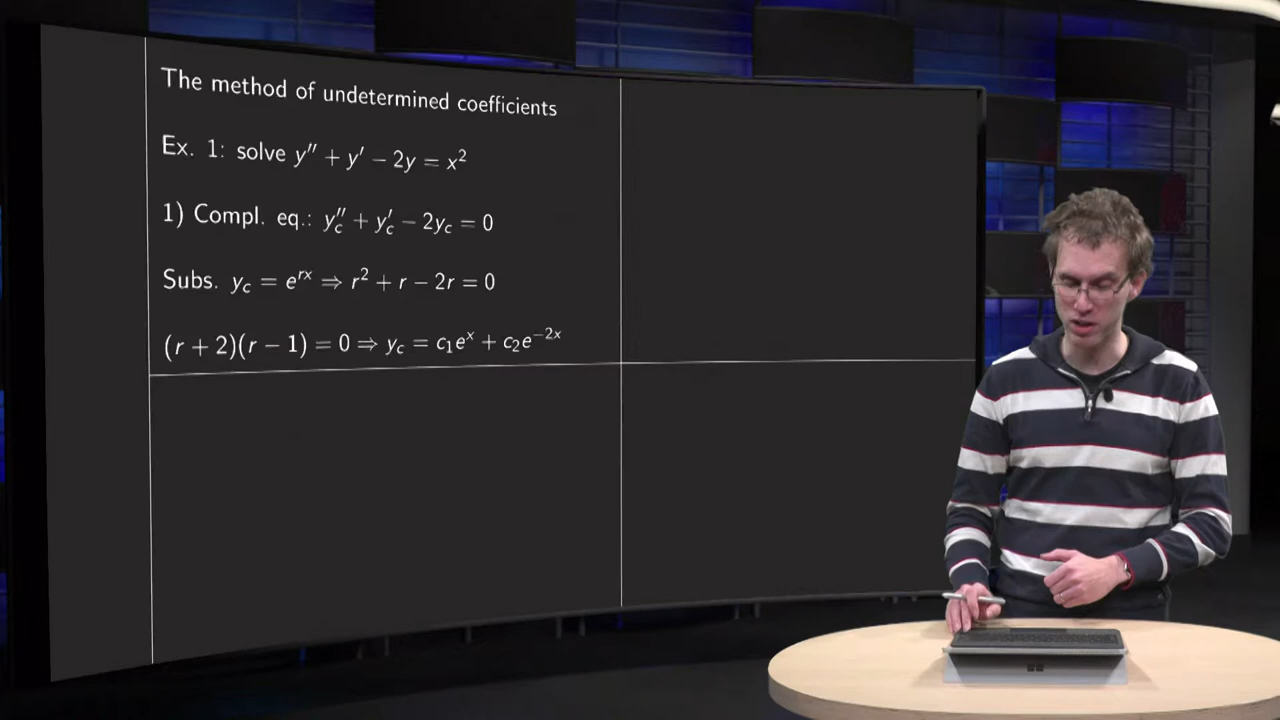 The method of undetermined coefficients
Ex. 1: solve y″ + y′ − 2y = x²
1) Compl. eq.: y″_c + y′_c − 2y_c = 0
Subs. y_c = e^{rx} ⇒ r² + r − 2r = 0
(r + 2)(r − 1) = 0 ⇒ y_c = c₁e^x + c₂e^{−2x}